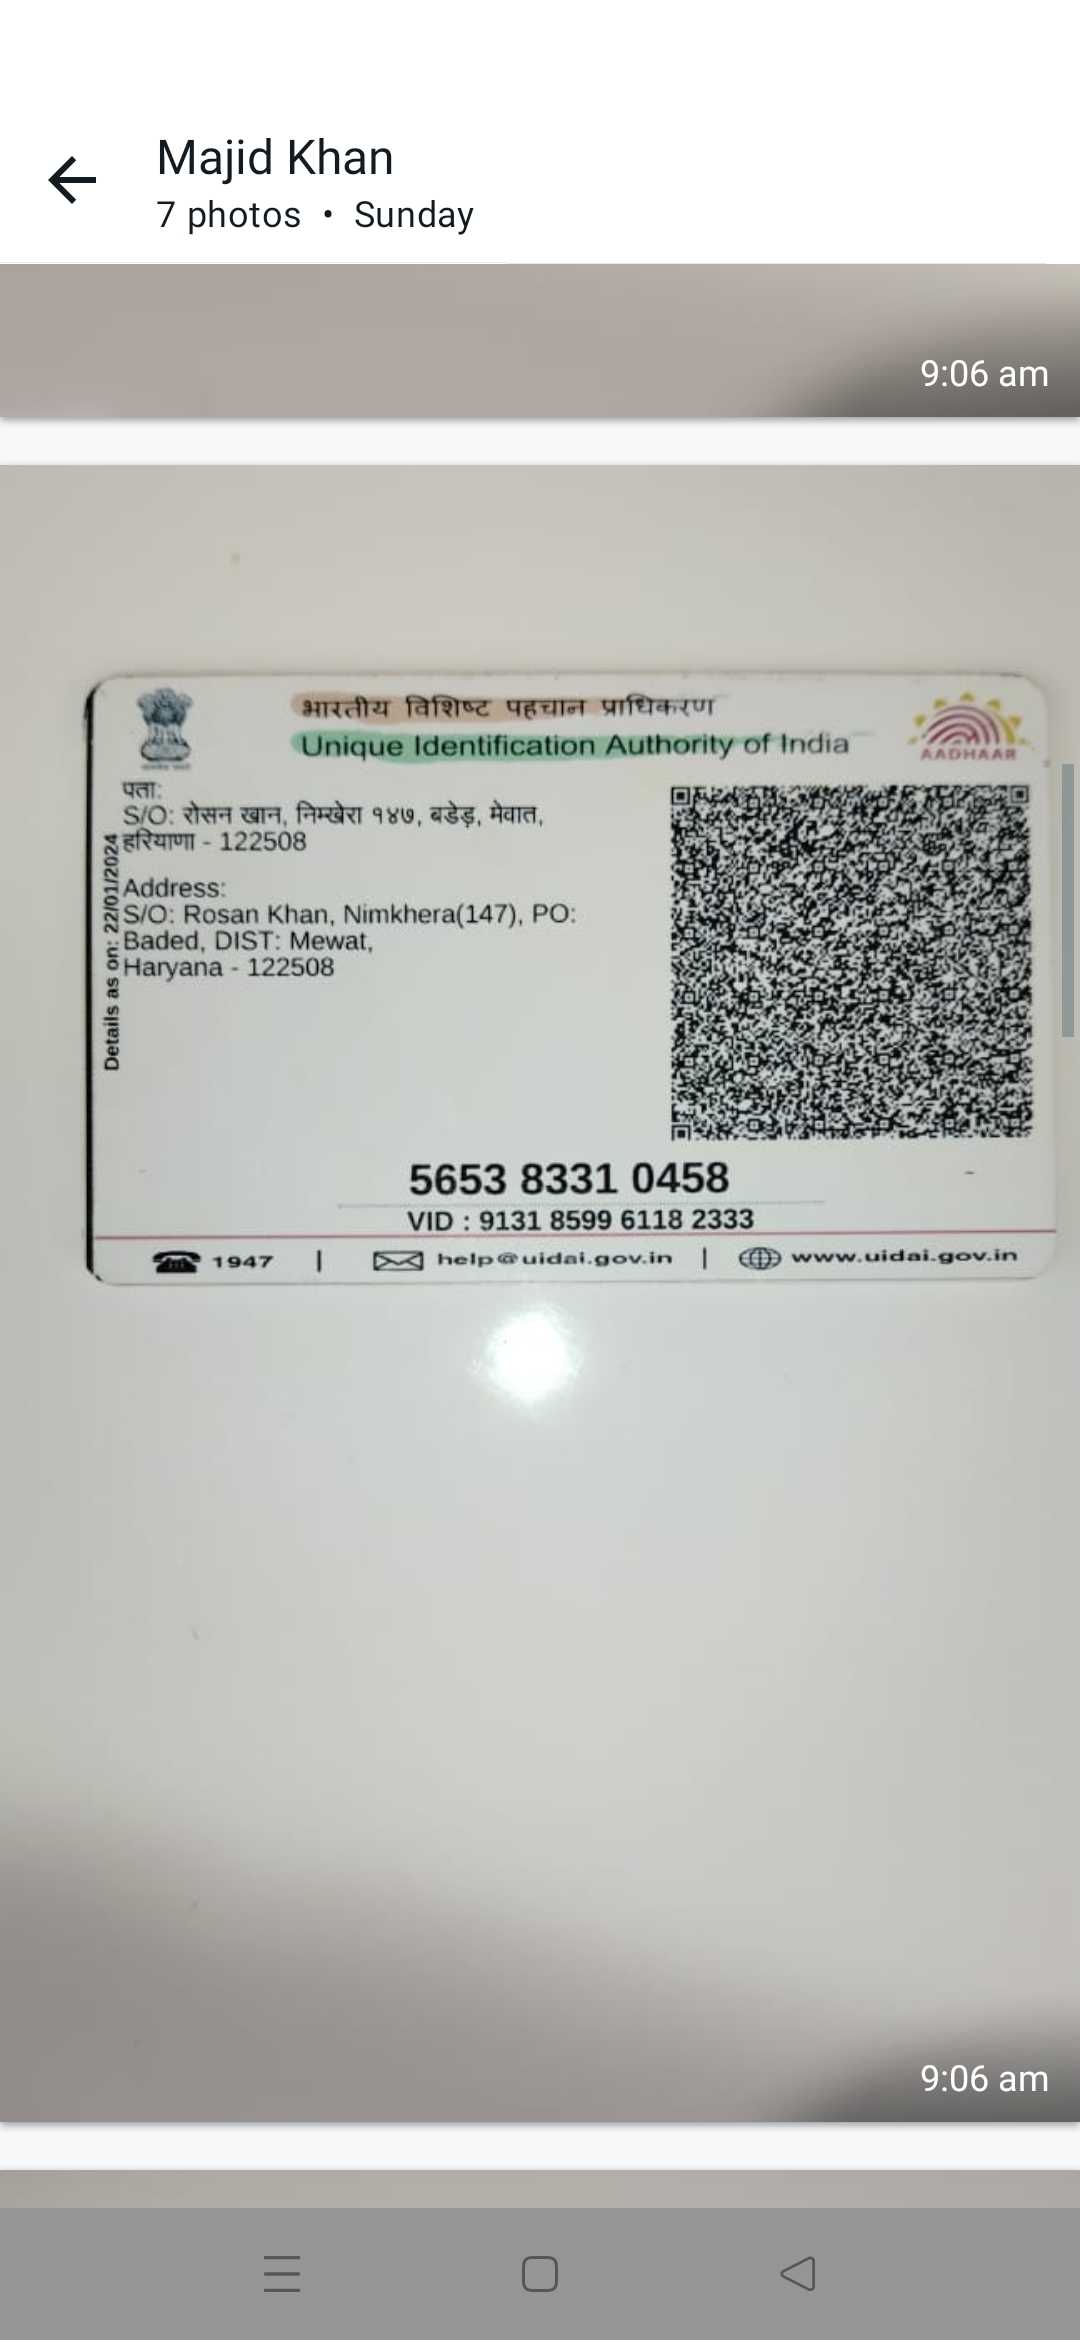 Majid Khan
7 photos • Sunday
9:06 am
भारतीय विशिष्ट पहचान प्राधिकरण
Unique Identification Authority of India
AADHAAR
पता:
S/O: रोसन खान, निम्खेरा १४७, बडेड़, मेवात,
हरियाणा - 122508
Address:
S/O: Rosan Khan, Nimkhera(147), PO:
Baded, DIST: Mewat,
Haryana - 122508
Details as on: 22/01/2024
5653 8331 0458
VID : 9131 8599 6118 2333
1947 | help@uidai.gov.in | www.uidai.gov.in
9:06 am